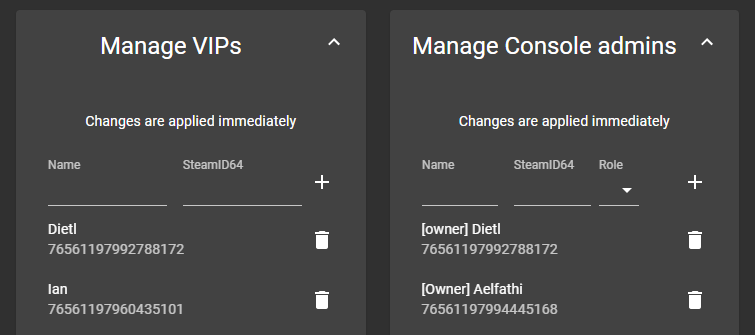 Manage VIPs
Changes are applied immediately
Name SteamID64
Dietl
76561197992788172
Ian
76561197960435101
Manage Console admins
Changes are applied immediately
Name SteamID64 Role
[owner] Dietl
76561197992788172
[Owner] Aelfathi
76561197994445168